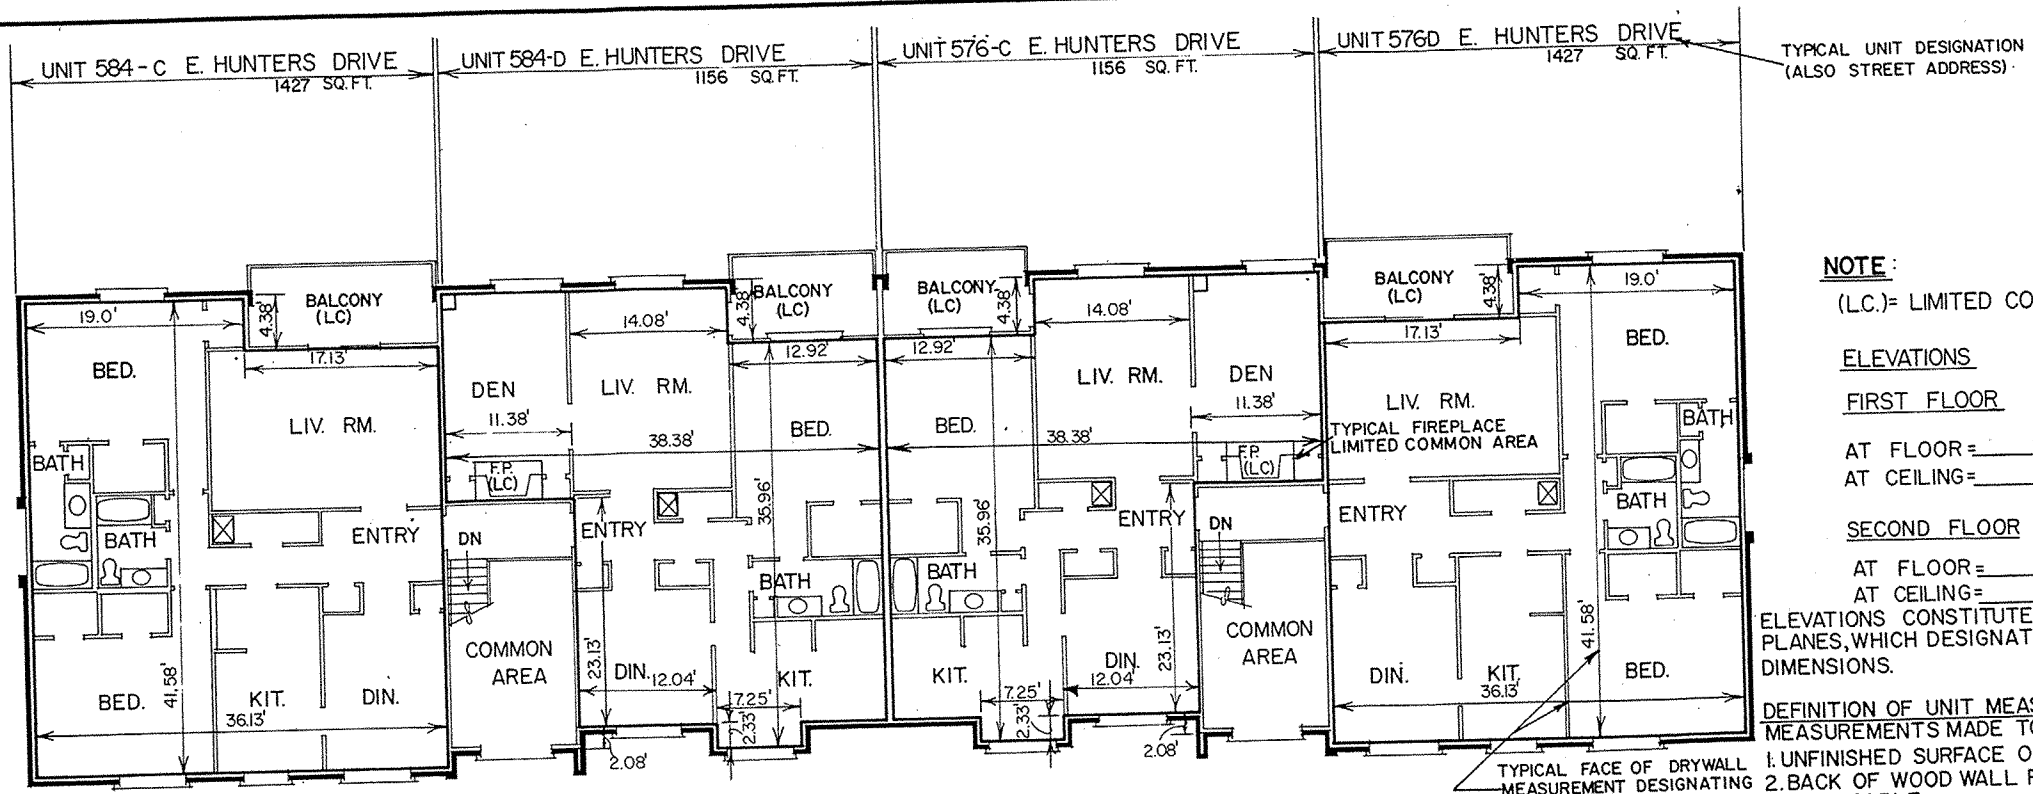 UNIT 584-C E. HUNTERS DRIVE
1427 SQ.FT.
UNIT 584-D E. HUNTERS DRIVE
1156 SQ.FT.
UNIT 576-C E. HUNTERS DRIVE
1156 SQ.FT.
UNIT 576D E. HUNTERS DRIVE
1427 SQ.FT.
TYPICAL UNIT DESIGNATION
(ALSO STREET ADDRESS)
19.0'
4.38'
BALCONY
(LC)
17.13'
BED.
LIV. RM.
BATH
BATH
ENTRY
BED.
41.58'
KIT.
DIN.
36.13'
14.08'
4.38'
BALCONY
(LC)
12.92'
DEN
LIV. RM.
11.38'
38.38'
BED.
F.P.
(LC)
35.96'
DN
ENTRY
BATH
COMMON
AREA
23.13'
DIN.
12.04'
KIT.
7.25'
2.33'
2.08'
BALCONY
(LC)
4.38'
14.08'
12.92'
LIV. RM.
DEN
11.38'
BED.
38.38'
TYPICAL FIREPLACE
LIMITED COMMON AREA
F.P.
(LC)
35.96'
ENTRY
DN
BATH
COMMON
AREA
23.13'
DIN.
12.04'
KIT.
7.25'
2.33'
2.08'
BALCONY
(LC)
4.38'
19.0'
17.13'
BED.
LIV. RM.
BATH
BATH
ENTRY
41.58'
DIN.
KIT.
BED.
36.13'
TYPICAL FACE OF DRYWALL
MEASUREMENT DESIGNATING
NOTE:
(L.C.)= LIMITED CO
ELEVATIONS
FIRST FLOOR
AT FLOOR=
AT CEILING=
SECOND FLOOR
AT FLOOR=
AT CEILING=
ELEVATIONS CONSTITUTE
PLANES, WHICH DESIGNAT
DIMENSIONS.
DEFINITION OF UNIT MEAS
MEASUREMENTS MADE TO
1. UNFINISHED SURFACE O
2. BACK OF WOOD WALL P